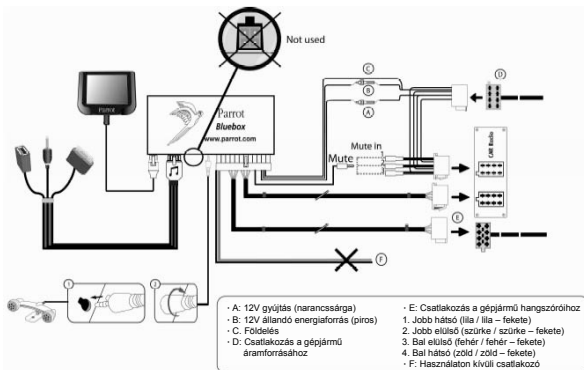 Not used
Parrot
Parrot
Bluebox
www.parrot.com
C
B
A
D
Mute in
Mute
CAR Radio
E
F
1
2
· A: 12V gyújtás (narancssárga)
· B: 12V állandó energiaforrás (piros)
· C. Földelés
· D: Csatlakozás a gépjármű
áramforrásához
· E: Csatlakozás a gépjármű hangszóróihoz
1. Jobb hátsó (lila / lila – fekete)
2. Jobb elülső (szürke / szürke – fekete)
3. Bal elülső (fehér / fehér – fekete)
4. Bal hátsó (zöld / zöld – fekete)
· F: Használaton kívüli csatlakozó